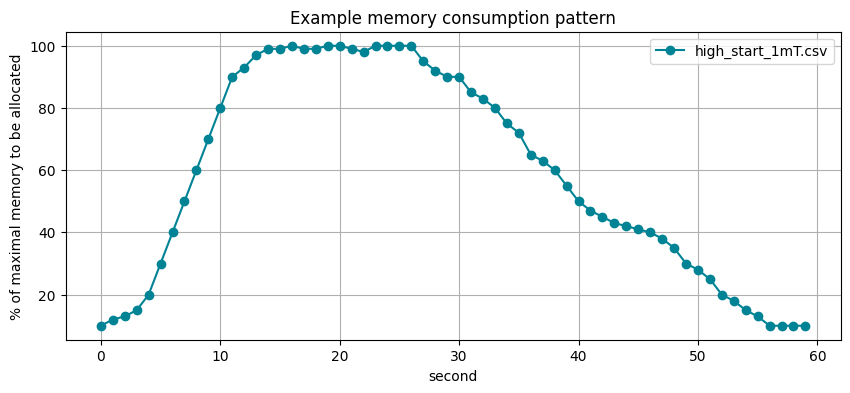 Example memory consumption pattern
high_start_1mT.csv
% of maximal memory to be allocated
100
80
60
40
20
0 10 20 30 40 50 60
second